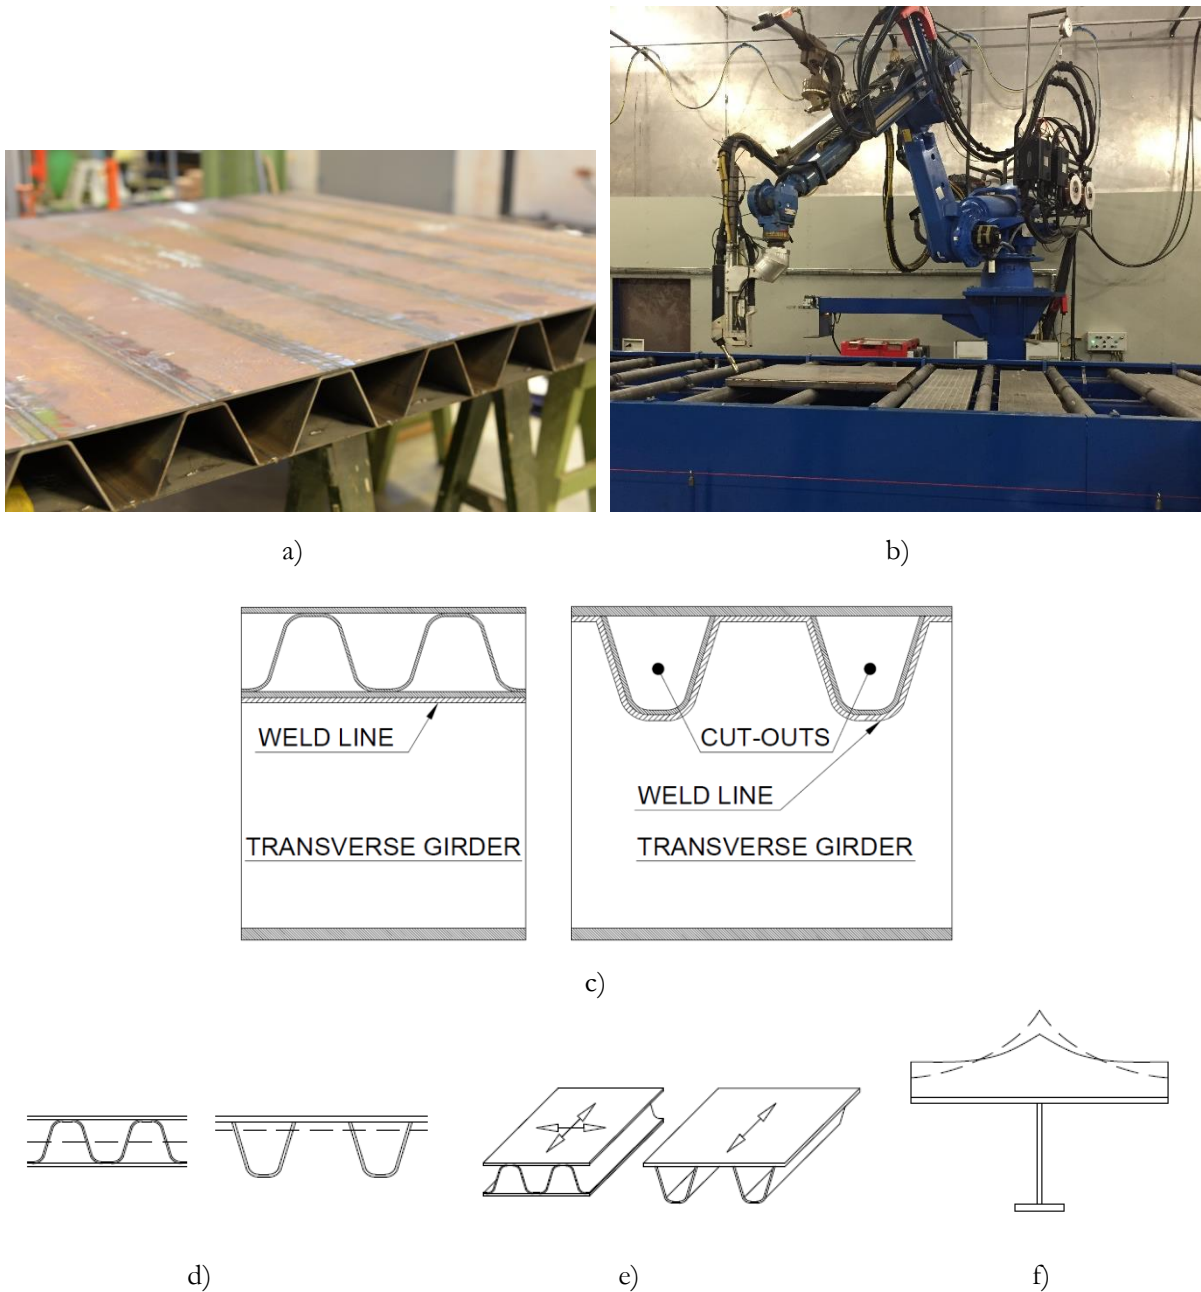 a)
b)
WELD LINE
CUT-OUTS
WELD LINE
TRANSVERSE GIRDER
TRANSVERSE GIRDER
c)
d)
e)
f)